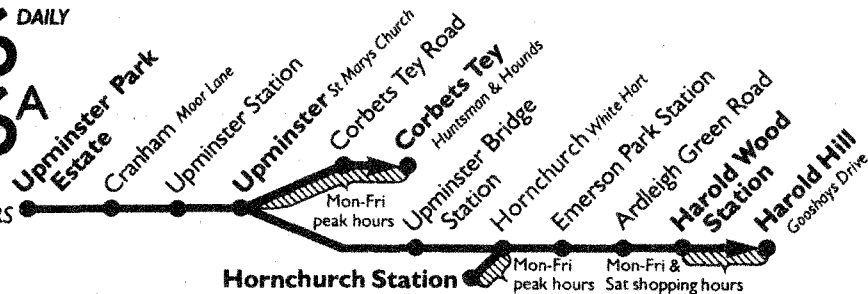 DAILY
A
Upminster Park
Estate
Cranham Moor Lane
Upminster Station
Upminster St Marys Church
Corbets Tey Road
Corbets Tey
Huntsman & Hounds
Upminster Bridge
Station
Hornchurch White Hart
Emerson Park Station
Ardleigh Green Road
Harold Wood
Station
Harold Hill
Gooshays Drive
RS
Mon-Fri
peak hours
Hornchurch Station
Mon-Fri
peak hours
Mon-Fri &
Sat shopping hours